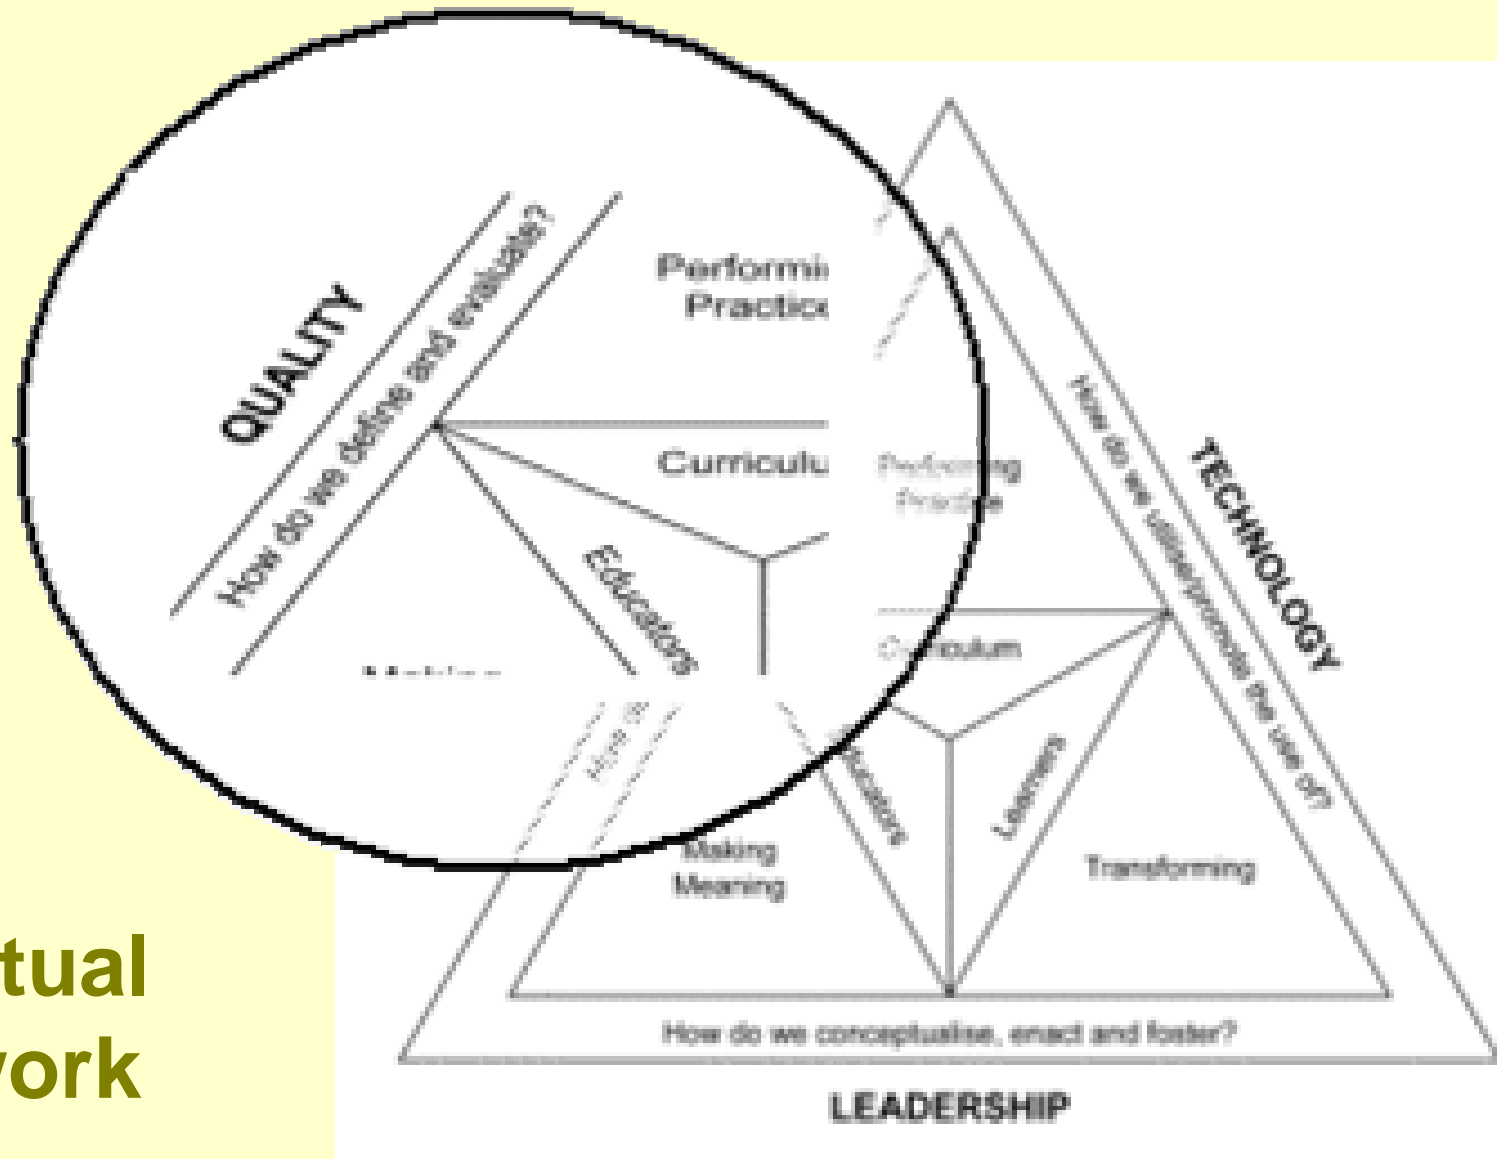 QUALITY
How do we define and evaluate?
Performi
Practice
Curriculu
Educators
How do we utilise/promote the use of?
TECHNOLOGY
Performing
Practise
Curriculum
Educators
Learners
Making
Meaning
Transforming
How do we conceptualise, enact and foster?
LEADERSHIP
tual
work